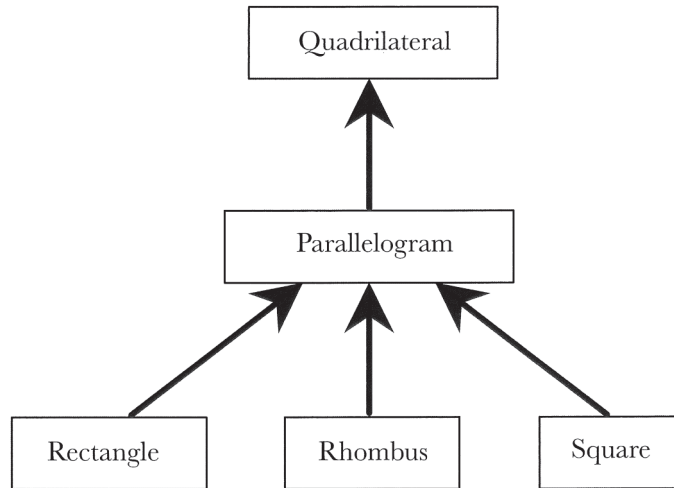 Quadrilateral
Parallelogram
Rectangle
Rhombus
Square